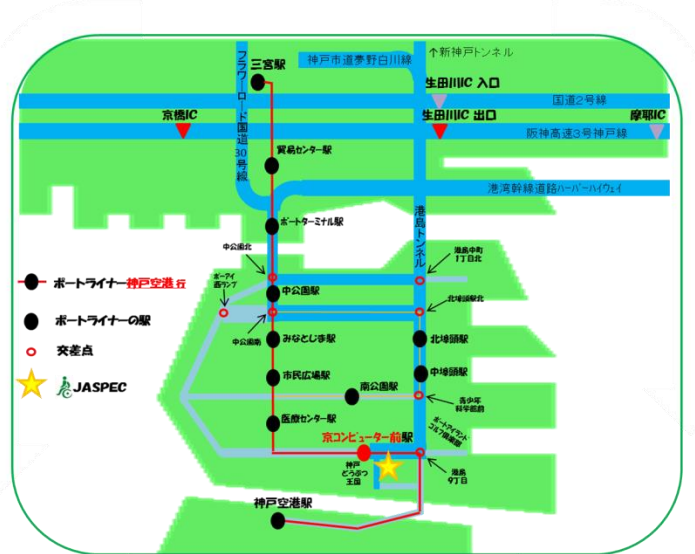 神戸市道夢野白川線
↑新神戸トンネル
三宮駅
フラワーロード国道30号線
生田川IC 入口
国道2号線
京橋IC
生田川IC 出口
摩耶IC
阪神高速3号神戸線
貿易センター駅
港湾幹線道路ハーバーハイウェイ
港島トンネル
ポートターミナル駅
中公園北
港島中町
1丁目北
ポーアイ
西ランプ
ポートライナー神戸空港 行
中公園駅
北埠頭駅北
ポートライナーの駅
中公園南
みなとじま駅
北埠頭駅
交差点
市民広場駅
中埠頭駅
JASPEC
南公園駅
青少年
科学館前
医療センター駅
ポートアイランド
ゴルフ倶楽部
京コンピューター前駅
神戸
どうぶつ
王国
港島
9丁目
神戸空港駅